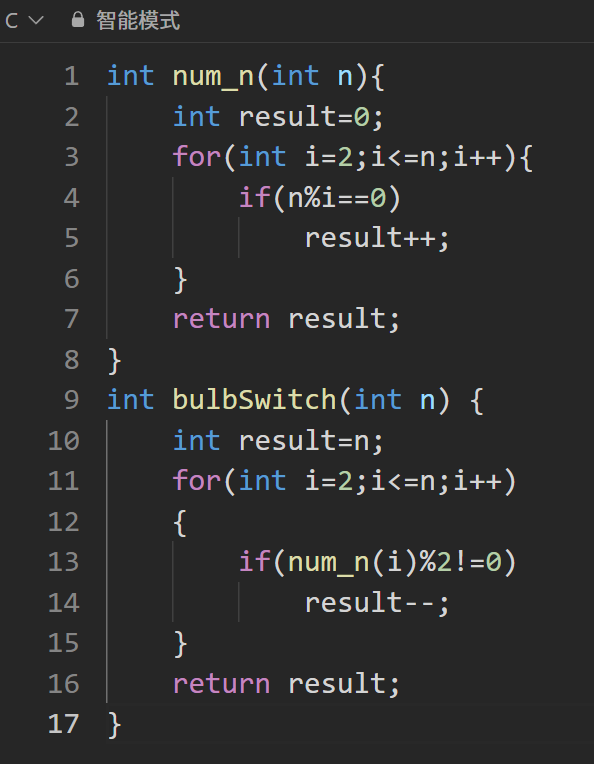 C 智能模式
1 int num_n(int n){
2     int result=0;
3     for(int i=2;i<=n;i++){
4         if(n%i==0)
5             result++;
6     }
7     return result;
8 }
9 int bulbSwitch(int n) {
10     int result=n;
11     for(int i=2;i<=n;i++)
12     {
13         if(num_n(i)%2!=0)
14             result--;
15     }
16     return result;
17 }